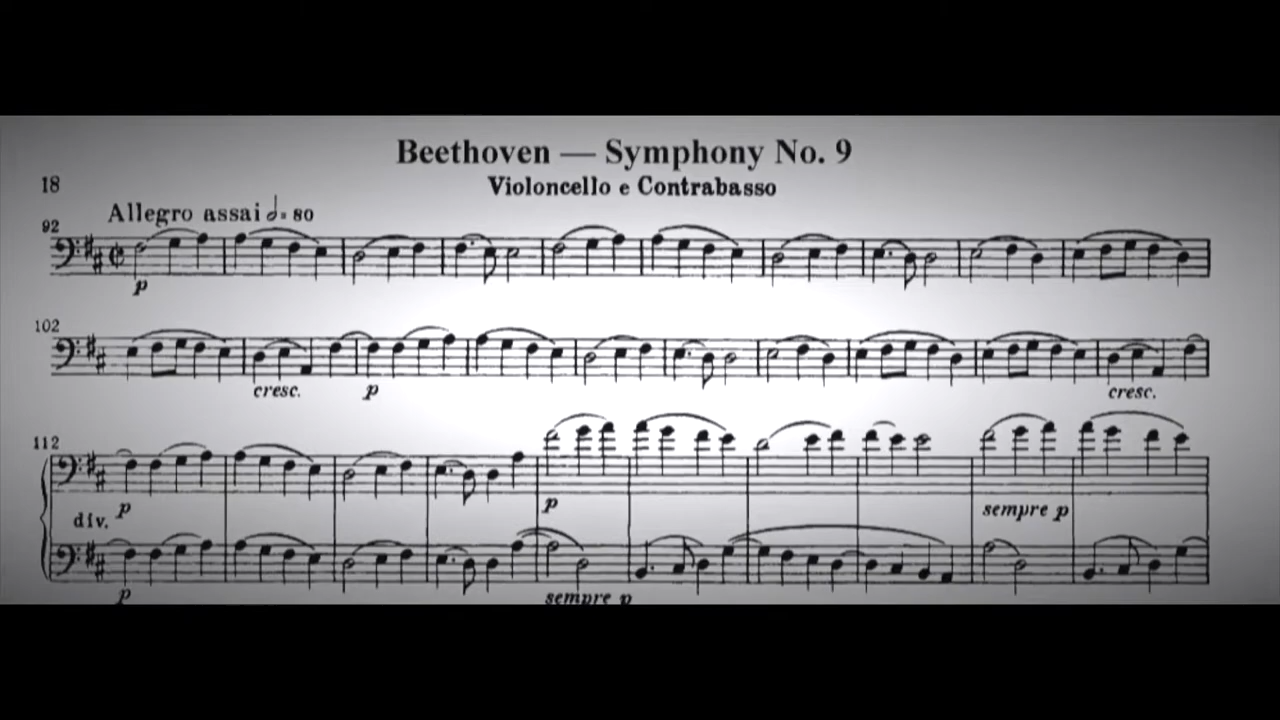 Beethoven — Symphony No. 9
18
Violoncello e Contrabasso
Allegro assai 𝅗𝅥= 80
92
p
102
cresc. p cresc.
112
p p sempre p
div.
p sempre p